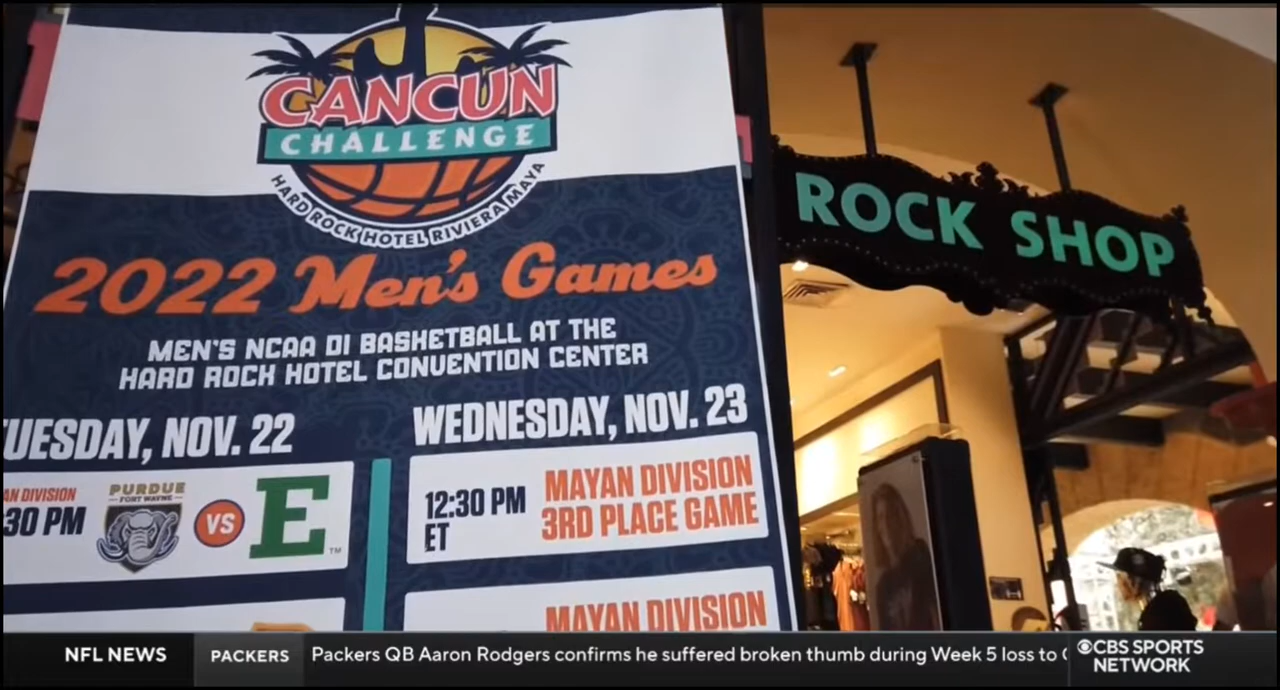 CANCUN
CHALLENGE
HARD ROCK HOTEL RIVIERA MAYA
2022 Men's Games
MEN'S NCAA DI BASKETBALL AT THE
HARD ROCK HOTEL CONVENTION CENTER
UESDAY, NOV. 22
AN DIVISION
:30 PM
PURDUE
FORT WAYNE
VS
E
TM
WEDNESDAY, NOV. 23
12:30 PM
ET
MAYAN DIVISION
3RD PLACE GAME
MAYAN DIVISION
ROCK SHOP
NFL NEWS
PACKERS
Packers QB Aaron Rodgers confirms he suffered broken thumb during Week 5 loss to
CBS SPORTS
NETWORK